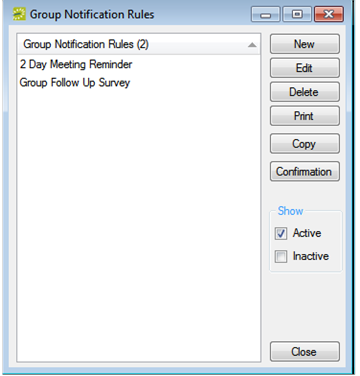 Group Notification Rules
Group Notification Rules (2)
2 Day Meeting Reminder
Group Follow Up Survey
New
Edit
Delete
Print
Copy
Confirmation
Show
Active
Inactive
Close